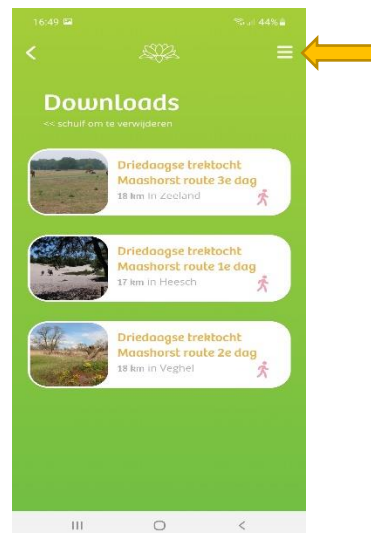 16:49 44%
Downloads
<< schuif om te verwijderen
Driedaagse trektocht
Maashorst route 3e dag
18 km in Zeeland
Driedaagse trektocht
Maashorst route 1e dag
17 km in Heesch
Driedaagse trektocht
Maashorst route 2e dag
18 km in Veghel